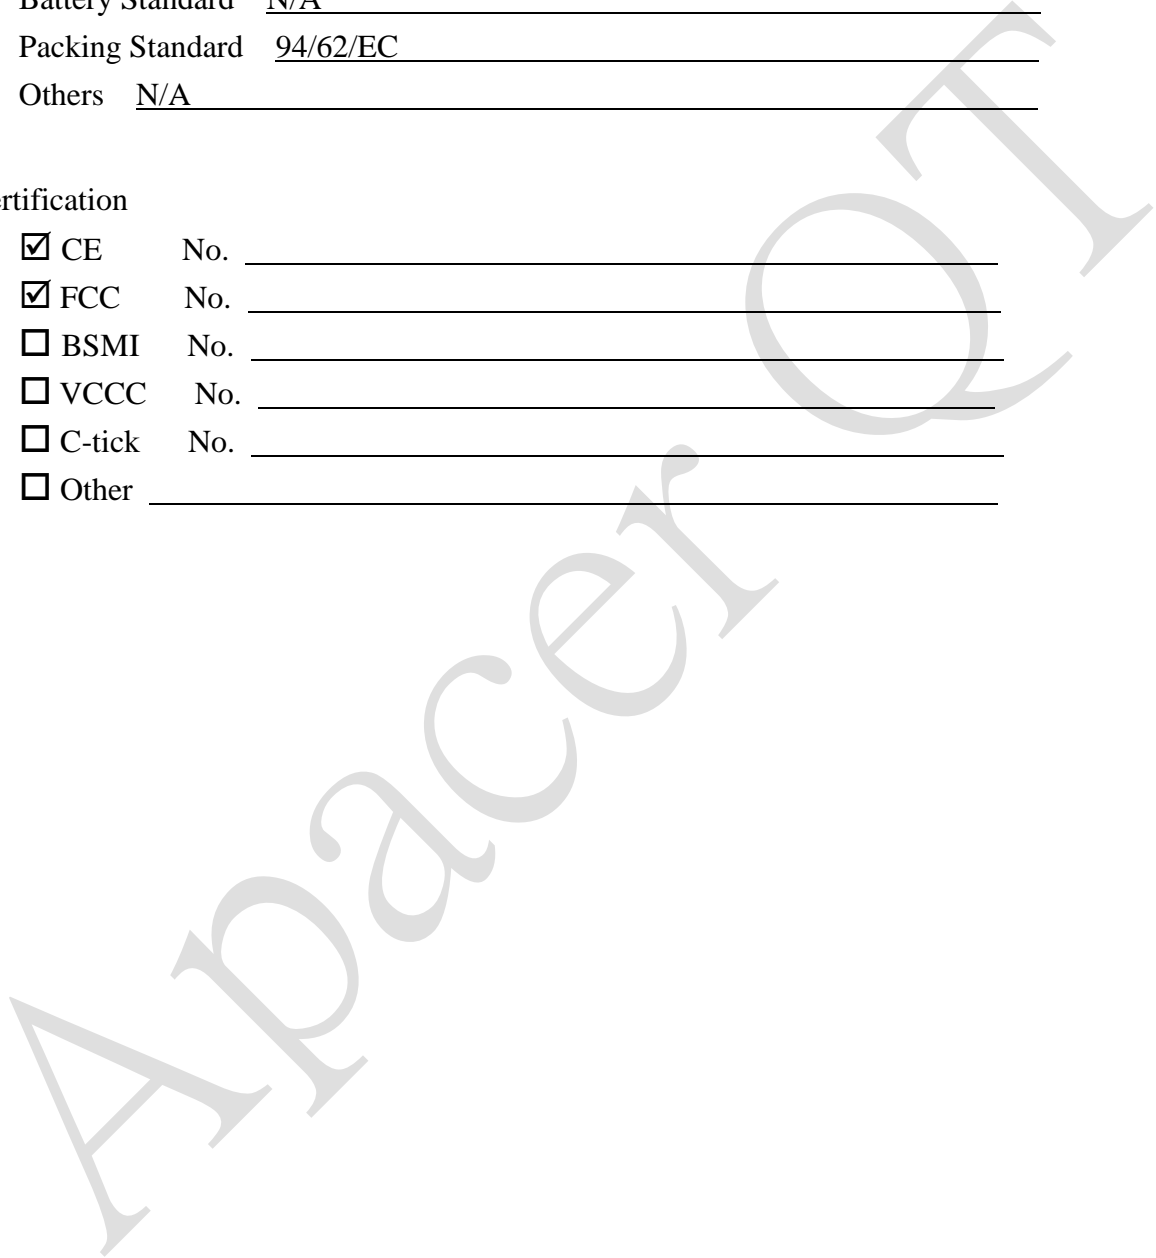 Battery Standard N/A
Packing Standard 94/62/EC
Others N/A
ertification
☑ CE No.
☑ FCC No.
☐ BSMI No.
☐ VCCC No.
☐ C-tick No.
☐ Other
Apacer QT